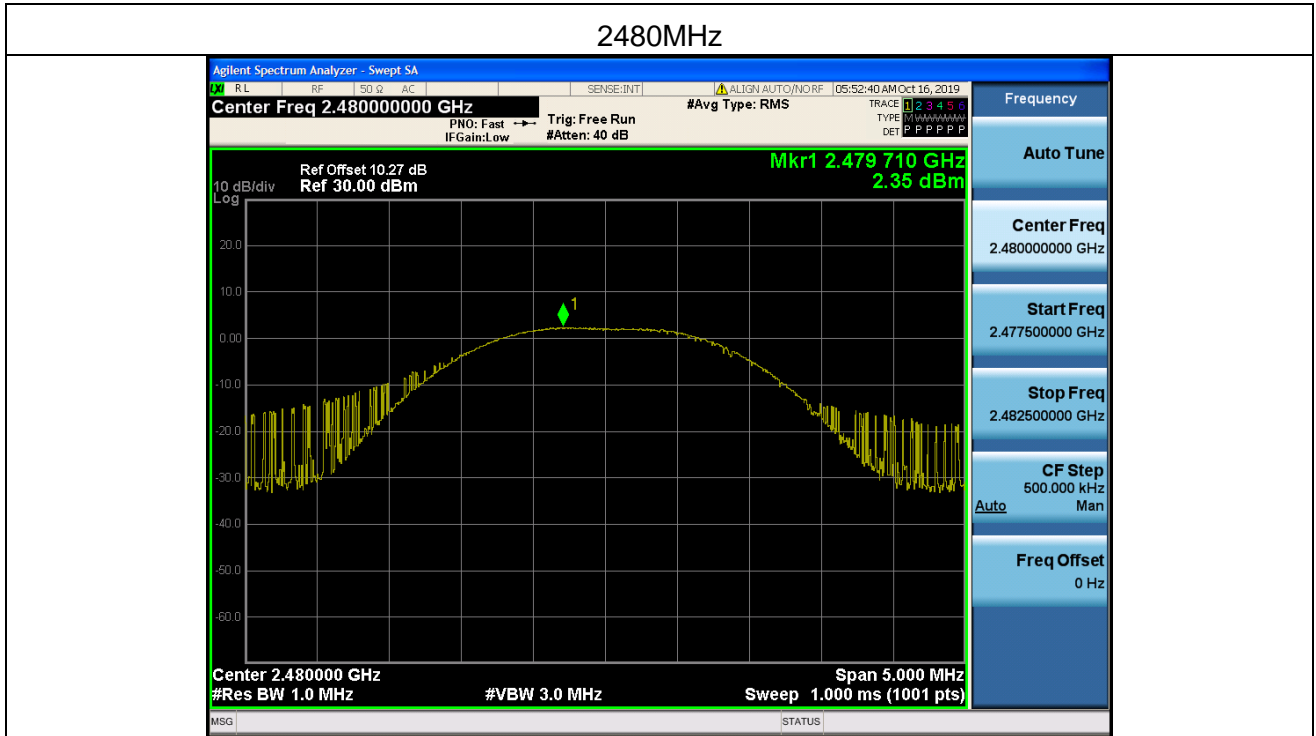 2480MHz
Agilent Spectrum Analyzer - Swept SA
LXI RL RF 50 Ω AC SENSE:INT ALIGN AUTO/NO RF 05:52:40 AM Oct 16, 2019
Center Freq 2.480000000 GHz
PNO: Fast
IFGain:Low
Trig: Free Run
#Atten: 40 dB
#Avg Type: RMS
TRACE 1 2 3 4 5 6
TYPE MWWWWW
DET P P P P P P
Ref Offset 10.27 dB
10 dB/div Ref 30.00 dBm
Log
Mkr1 2.479 710 GHz
2.35 dBm
20.0
10.0
0.00
-10.0
-20.0
-30.0
-40.0
-50.0
-60.0
1
Center 2.480000 GHz
Span 5.000 MHz
#Res BW 1.0 MHz
#VBW 3.0 MHz
Sweep 1.000 ms (1001 pts)
MSG
STATUS
Frequency
Auto Tune
Center Freq
2.480000000 GHz
Start Freq
2.477500000 GHz
Stop Freq
2.482500000 GHz
CF Step
500.000 kHz
Auto Man
Freq Offset
0 Hz